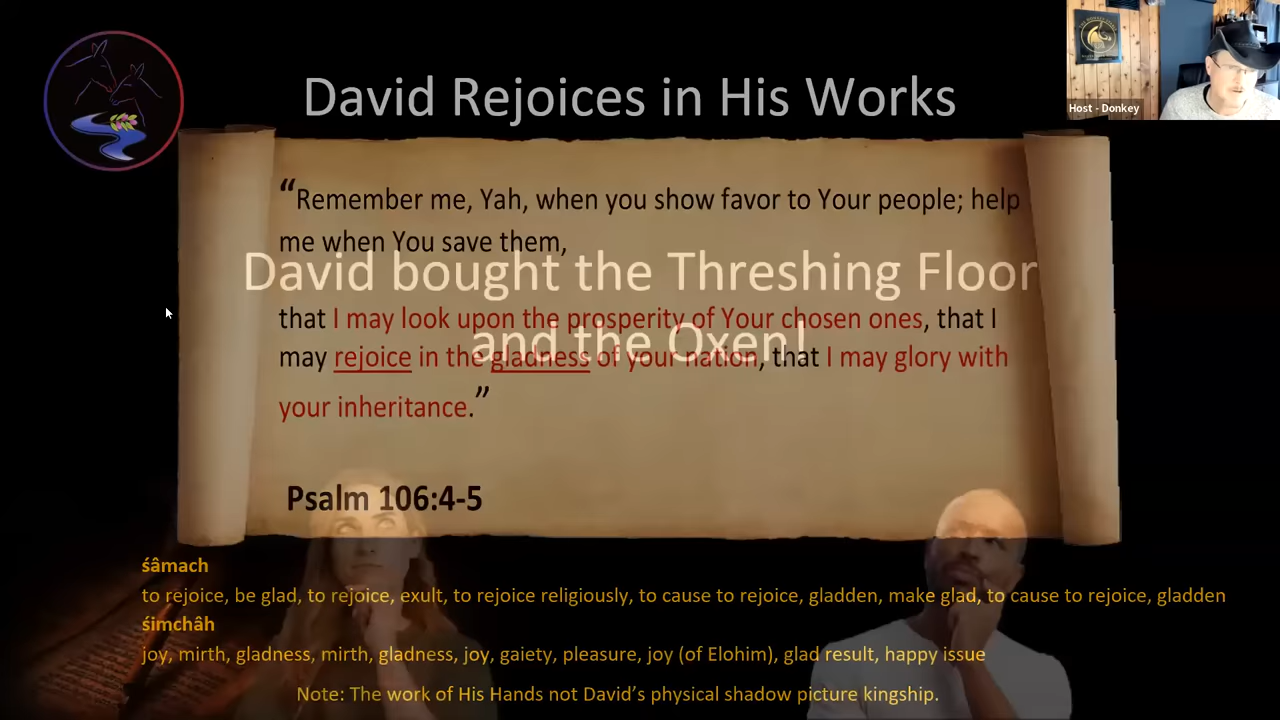 David Rejoices in His Works
Host - Donkey
“Remember me, Yah, when you show favor to Your people; help
me when You save them,
David bought the Threshing Floor
and the Oxen!
that I may look upon the prosperity of Your chosen ones, that I
may rejoice in the gladness of your nation, that I may glory with
your inheritance.”
Psalm 106:4-5
śâmach
to rejoice, be glad, to rejoice, exult, to rejoice religiously, to cause to rejoice, gladden, make glad, to cause to rejoice, gladden
śimchâh
joy, mirth, gladness, mirth, gladness, joy, gaiety, pleasure, joy (of Elohim), glad result, happy issue
Note: The work of His Hands not David’s physical shadow picture kingship.